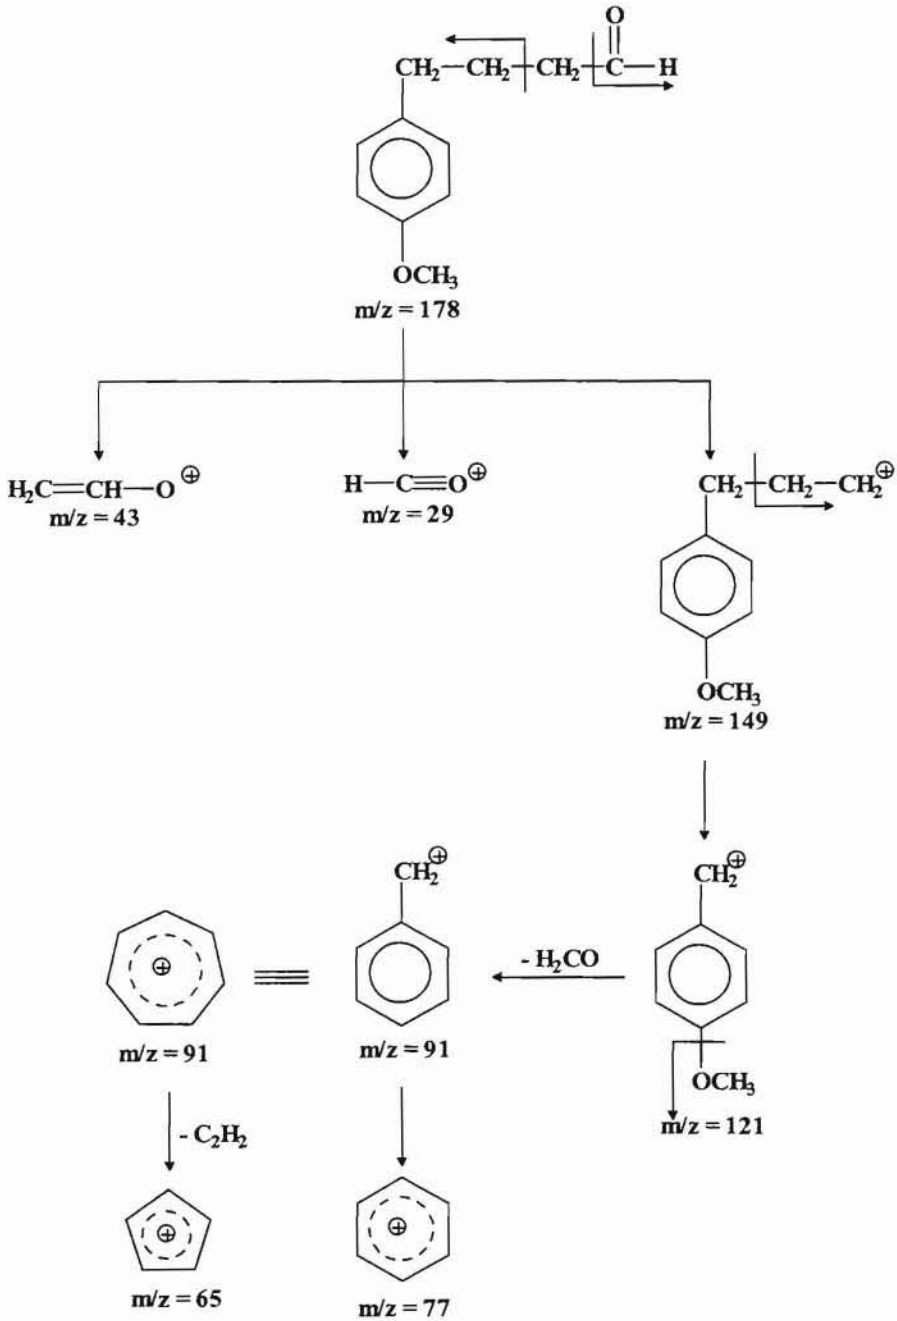 O
CH₂—CH₂—CH₂—C—H
OCH₃
m/z = 178
H₂C=CH—O⊕
m/z = 43
H—C≡O⊕
m/z = 29
CH₂—CH₂—CH₂⊕
OCH₃
m/z = 149
CH₂⊕
CH₂⊕
- H₂CO
⊕
m/z = 91
m/z = 91
OCH₃
m/z = 121
- C₂H₂
⊕
m/z = 65
⊕
m/z = 77